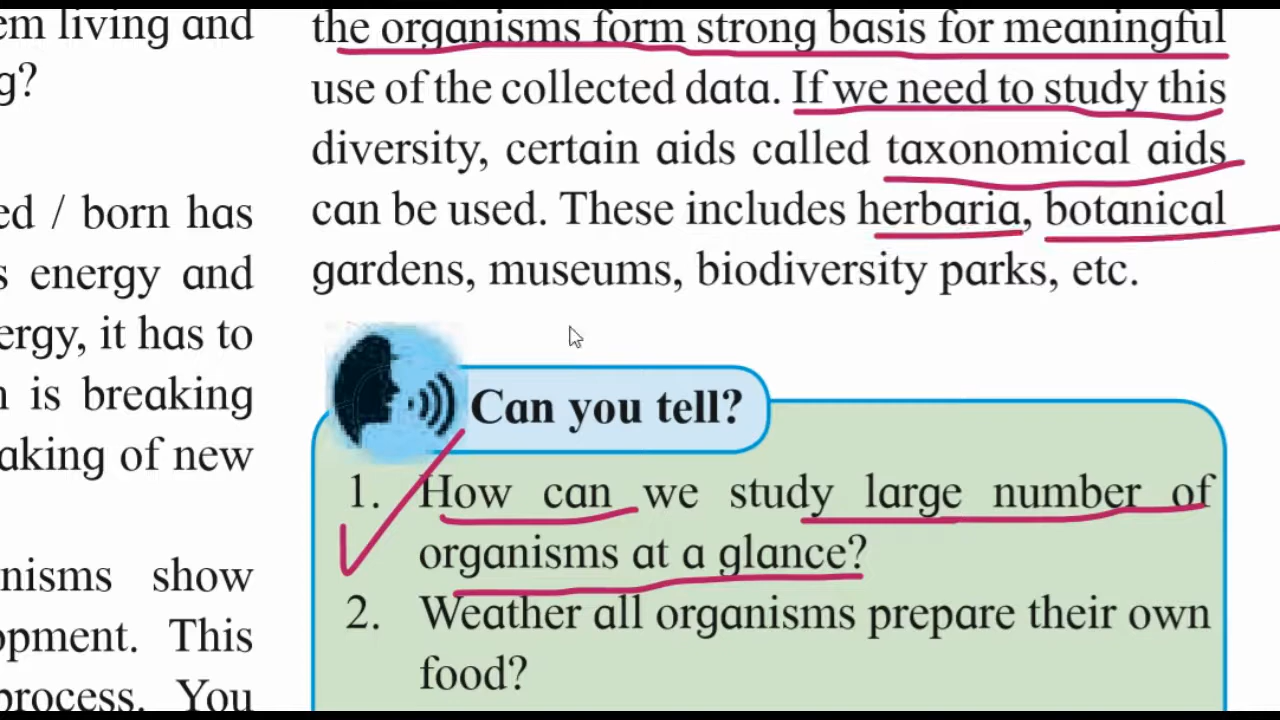 em living and
g?
ed / born has
s energy and
ergy, it has to
n is breaking
aking of new
nisms show
opment. This
process. You
the organisms form strong basis for meaningful
use of the collected data. If we need to study this
diversity, certain aids called taxonomical aids
can be used. These includes herbaria, botanical
gardens, museums, biodiversity parks, etc.
Can you tell?
1. How can we study large number of
organisms at a glance?
2. Weather all organisms prepare their own
food?